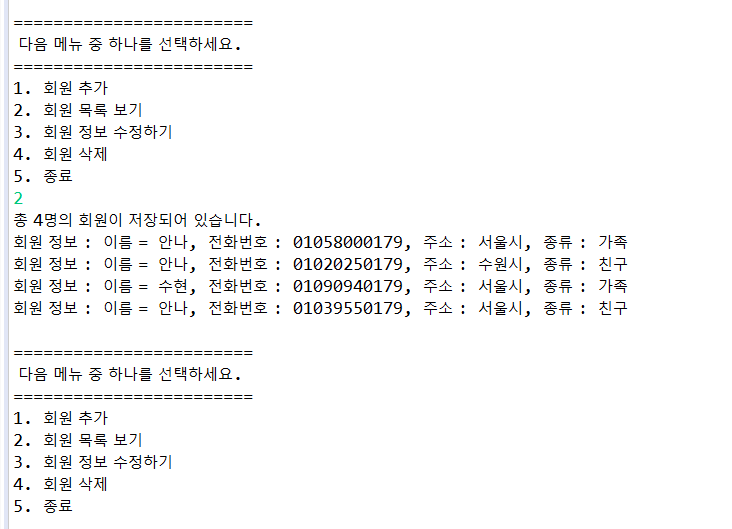 ========================
다음 메뉴 중 하나를 선택하세요.
========================
1. 회원 추가
2. 회원 목록 보기
3. 회원 정보 수정하기
4. 회원 삭제
5. 종료
2
총 4명의 회원이 저장되어 있습니다.
회원 정보 : 이름 = 안나, 전화번호 : 01058000179, 주소 : 서울시, 종류 : 가족
회원 정보 : 이름 = 안나, 전화번호 : 01020250179, 주소 : 수원시, 종류 : 친구
회원 정보 : 이름 = 수현, 전화번호 : 01090940179, 주소 : 서울시, 종류 : 가족
회원 정보 : 이름 = 안나, 전화번호 : 01039550179, 주소 : 서울시, 종류 : 친구
========================
다음 메뉴 중 하나를 선택하세요.
========================
1. 회원 추가
2. 회원 목록 보기
3. 회원 정보 수정하기
4. 회원 삭제
5. 종료